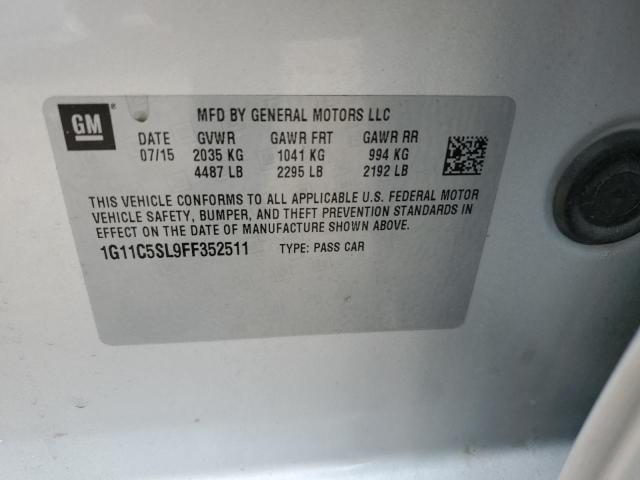 GM
MFD BY GENERAL MOTORS LLC
DATE GVWR GAWR FRT GAWR RR
07/15 2035 KG 1041 KG 994 KG
4487 LB 2295 LB 2192 LB
THIS VEHICLE CONFORMS TO ALL APPLICABLE U.S. FEDERAL MOTOR
VEHICLE SAFETY, BUMPER, AND THEFT PREVENTION STANDARDS IN
EFFECT ON THE DATE OF MANUFACTURE SHOWN ABOVE.
1G11C5SL9FF352511 TYPE: PASS CAR